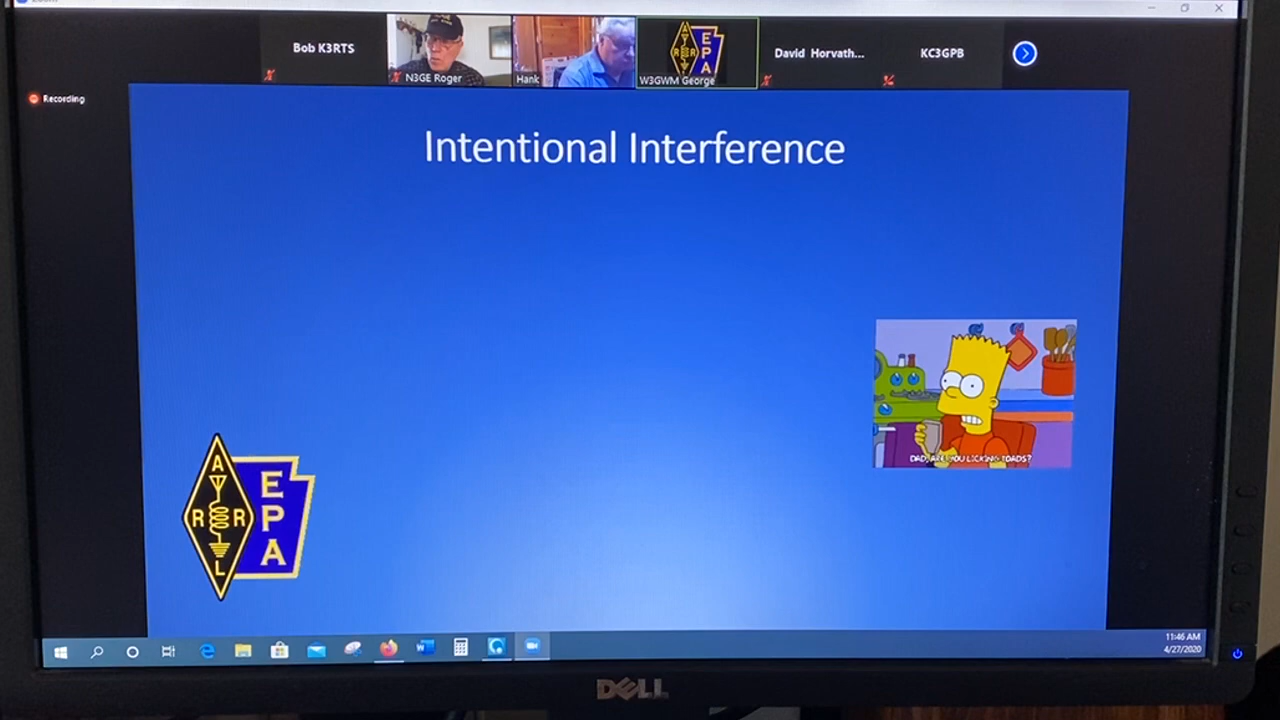 Zoom
Bob K3RTS
N3GE Roger
Hank
W3GWM George
David Horvath...
KC3GPB
A
R R
L
E
P
A
Recording
Intentional Interference
DAD, ARE YOU LICKING TOADS?
A
R R
L
E
P
A
11:46 AM
4/27/2020
DELL